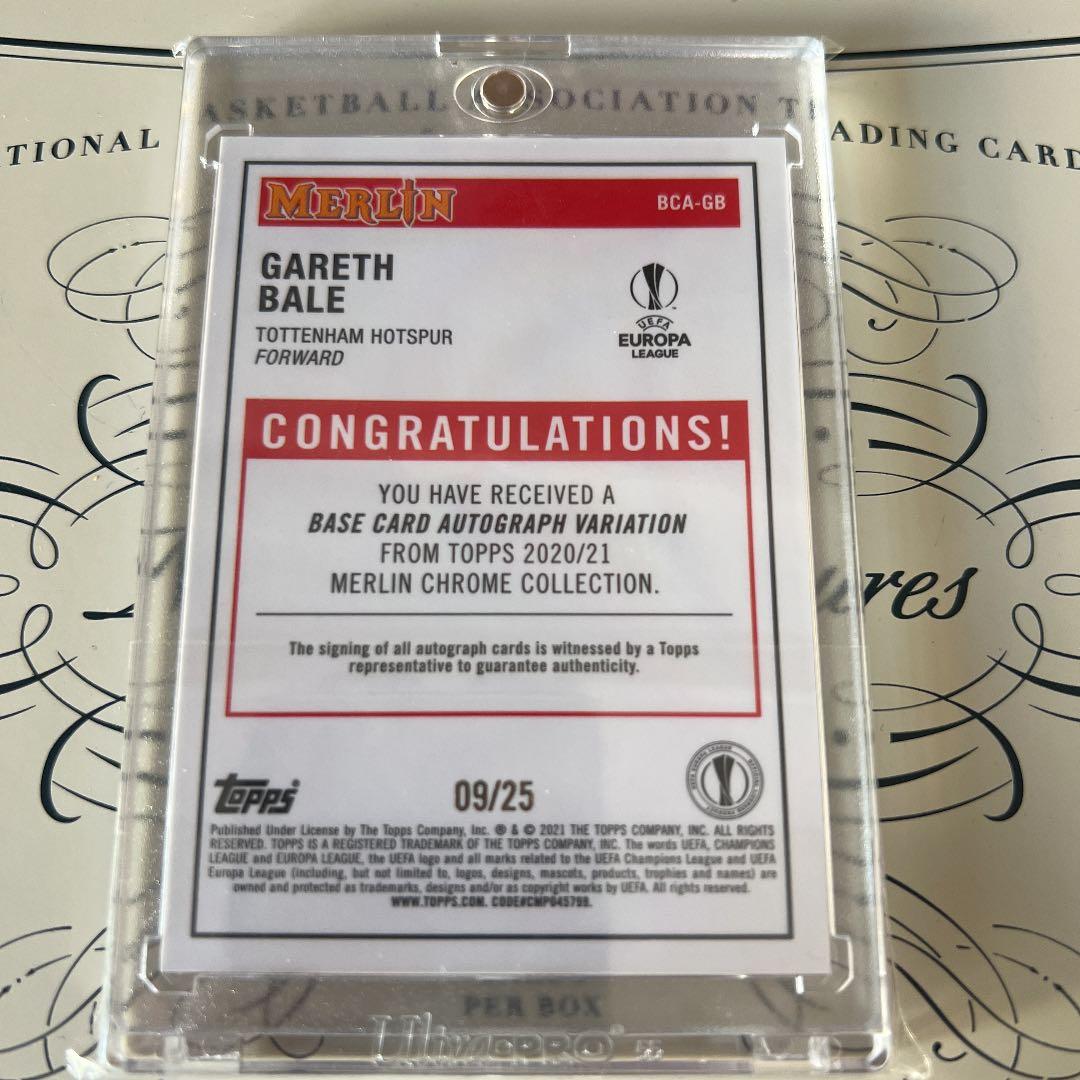 ASKETBALL ASSOCIATION T
TIONAL
ADING CARD
MERLIN
BCA-GB
GARETH
BALE
TOTTENHAM HOTSPUR
FORWARD
UEFA
EUROPA
LEAGUE
CONGRATULATIONS!
YOU HAVE RECEIVED A
BASE CARD AUTOGRAPH VARIATION
FROM TOPPS 2020/21
MERLIN CHROME COLLECTION.
ures
The signing of all autograph cards is witnessed by a Topps
representative to guarantee authenticity.
Topps
09/25
Published Under License by The Topps Company, Inc. ® & © 2021 THE TOPPS COMPANY, INC. ALL RIGHTS
RESERVED. TOPPS IS A REGISTERED TRADEMARK OF THE TOPPS COMPANY, INC. The words UEFA, CHAMPIONS
LEAGUE and EUROPA LEAGUE, the UEFA logo and all marks related to the UEFA Champions League and UEFA
Europa League (including, but not limited to, logos, designs, mascots, products, trophies and names) are
owned and protected as trademarks, designs and/or as copyright works by UEFA. All rights reserved.
WWW.TOPPS.COM. CODE#CMP045799.
PER BOX
Ultra PRO